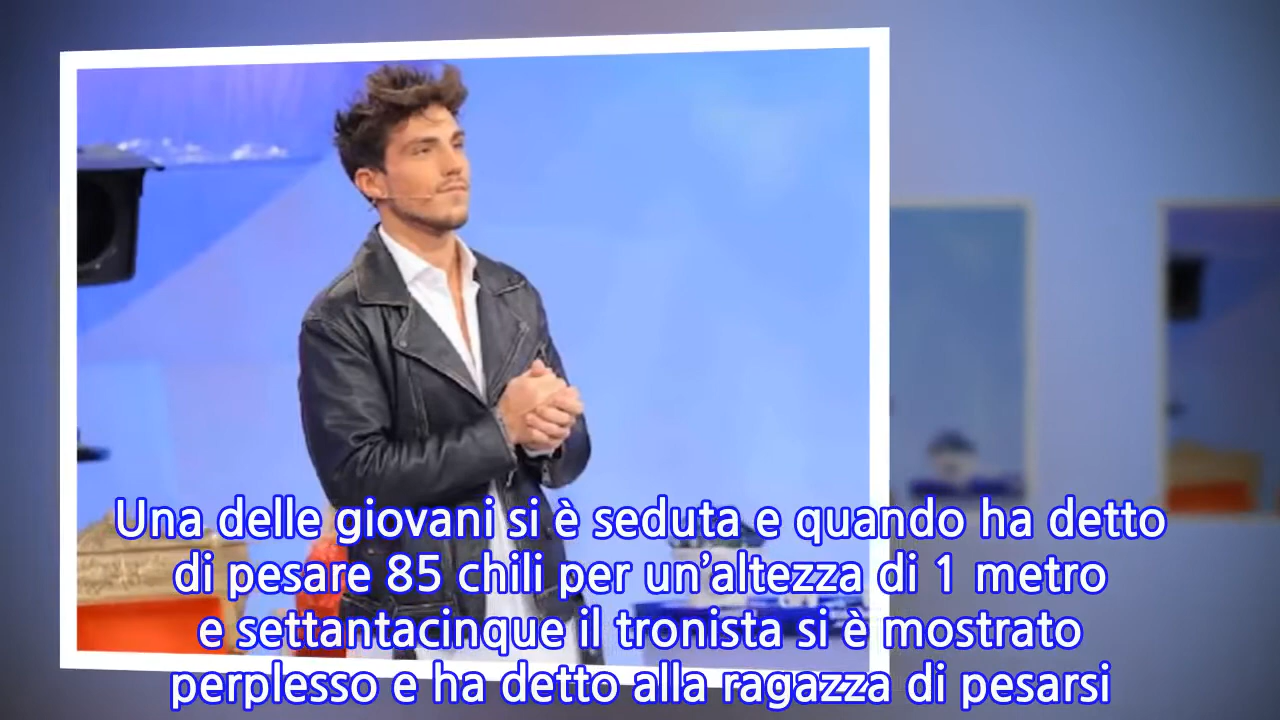 Una delle giovani si è seduta e quando ha detto
di pesare 85 chili per un’altezza di 1 metro
e settantacinque il tronista si è mostrato
perplesso e ha detto alla ragazza di pesarsi